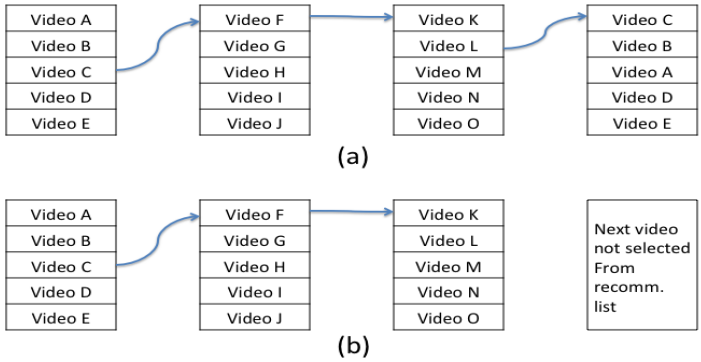 Video A
Video B
Video C
Video D
Video E
Video F
Video G
Video H
Video I
Video J
Video K
Video L
Video M
Video N
Video O
Video C
Video B
Video A
Video D
Video E
(a)
Video A
Video B
Video C
Video D
Video E
Video F
Video G
Video H
Video I
Video J
Video K
Video L
Video M
Video N
Video O
Next video
not selected
From
recomm.
list
(b)